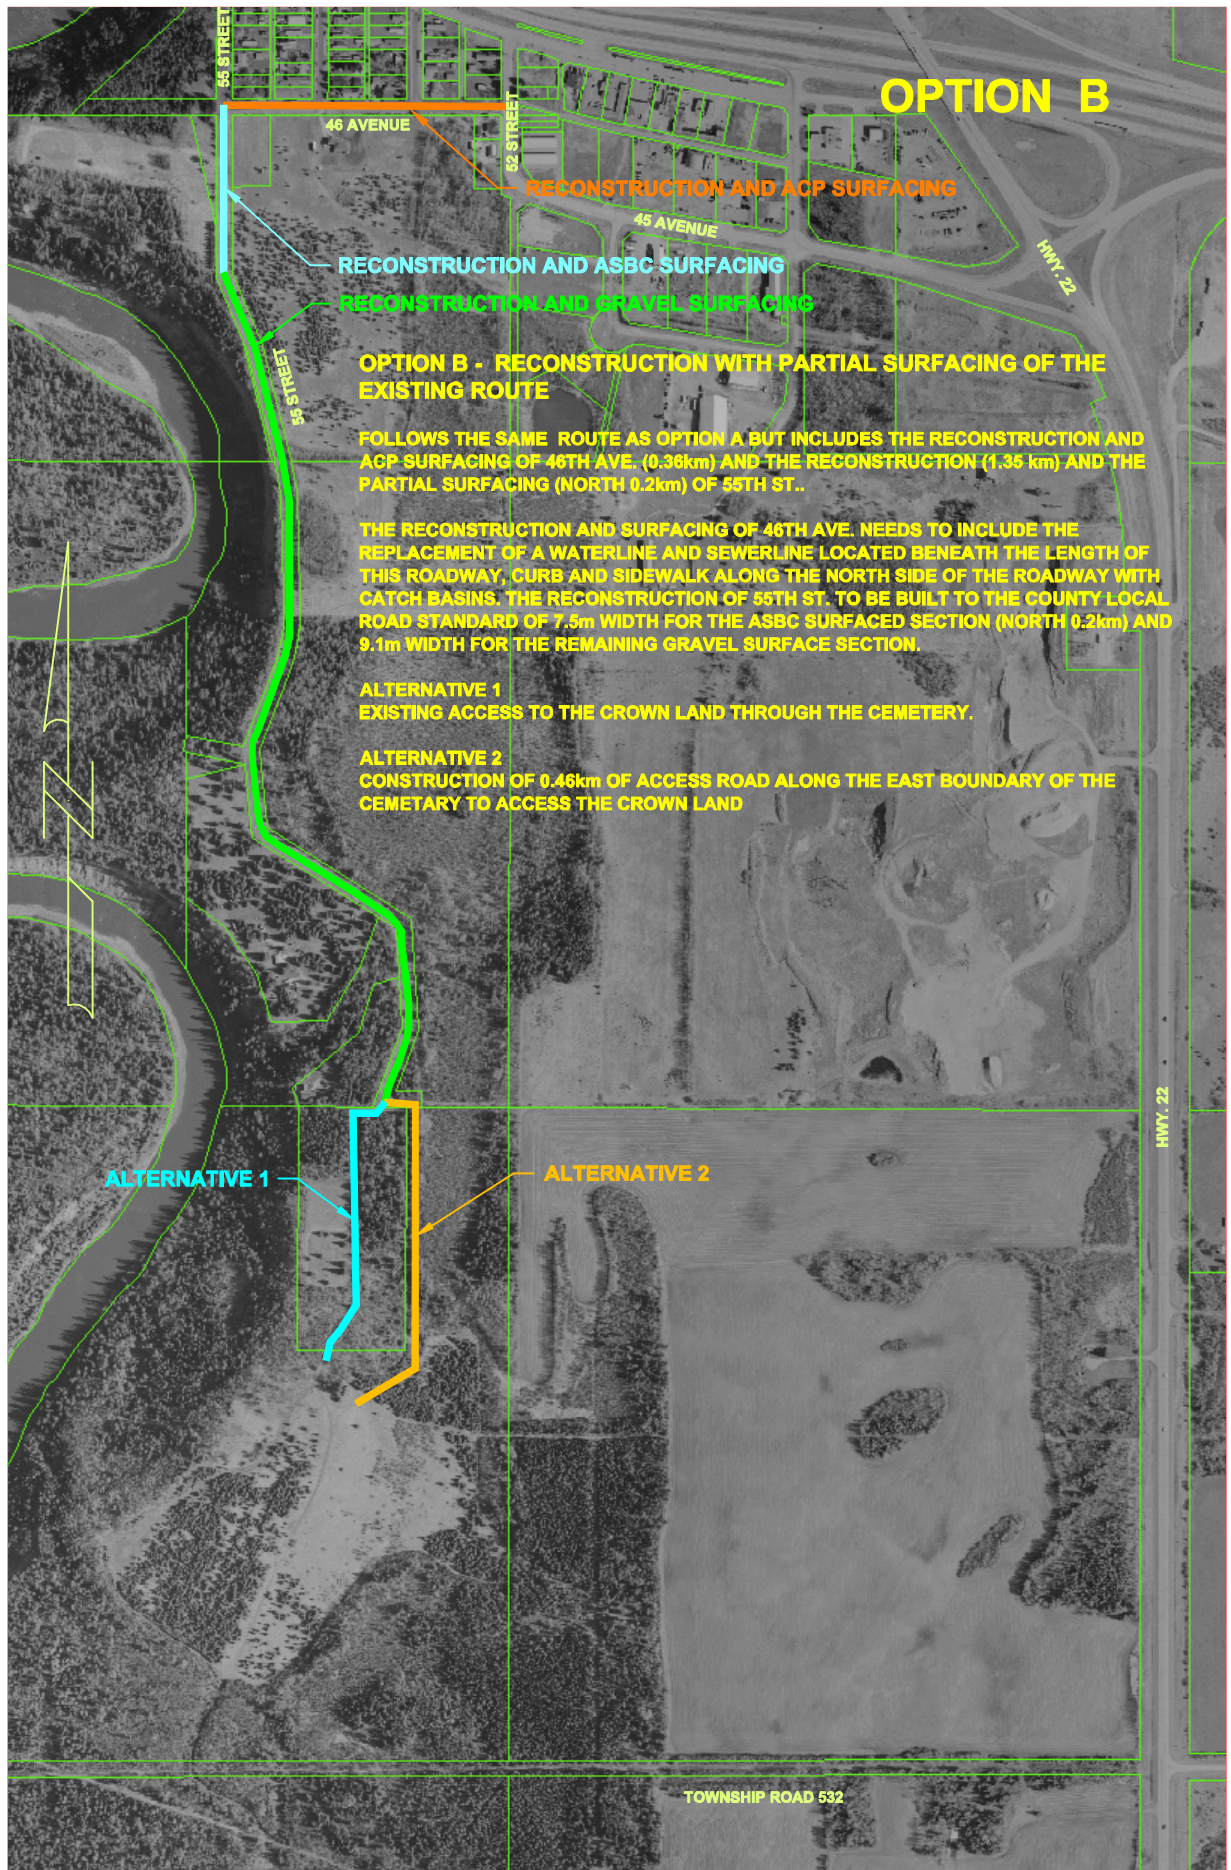 55 STREET
OPTION B
46 AVENUE
52 STREET
RECONSTRUCTION AND ACP SURFACING
45 AVENUE
HWY. 22
RECONSTRUCTION AND ASBC SURFACING
RECONSTRUCTION AND GRAVEL SURFACING
55 STREET
OPTION B - RECONSTRUCTION WITH PARTIAL SURFACING OF THE
EXISTING ROUTE
FOLLOWS THE SAME ROUTE AS OPTION A BUT INCLUDES THE RECONSTRUCTION AND
ACP SURFACING OF 46TH AVE. (0.36km) AND THE RECONSTRUCTION (1.35 km) AND THE
PARTIAL SURFACING (NORTH 0.2km) OF 55TH ST..
THE RECONSTRUCTION AND SURFACING OF 46TH AVE. NEEDS TO INCLUDE THE
REPLACEMENT OF A WATERLINE AND SEWERLINE LOCATED BENEATH THE LENGTH OF
THIS ROADWAY, CURB AND SIDEWALK ALONG THE NORTH SIDE OF THE ROADWAY WITH
CATCH BASINS. THE RECONSTRUCTION OF 55TH ST. TO BE BUILT TO THE COUNTY LOCAL
ROAD STANDARD OF 7.5m WIDTH FOR THE ASBC SURFACED SECTION (NORTH 0.2km) AND
9.1m WIDTH FOR THE REMAINING GRAVEL SURFACE SECTION.
ALTERNATIVE 1
EXISTING ACCESS TO THE CROWN LAND THROUGH THE CEMETERY.
ALTERNATIVE 2
CONSTRUCTION OF 0.46km OF ACCESS ROAD ALONG THE EAST BOUNDARY OF THE
CEMETARY TO ACCESS THE CROWN LAND
N
HWY. 22
ALTERNATIVE 1
ALTERNATIVE 2
TOWNSHIP ROAD 532